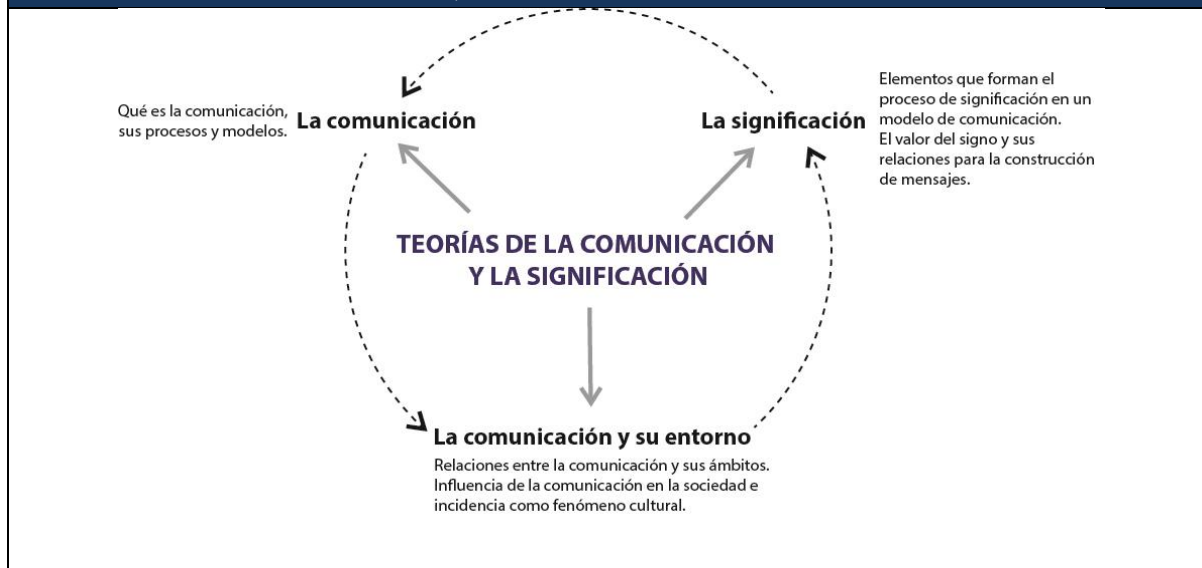 Qué es la comunicación,
sus procesos y modelos.
La comunicación
La significación
Elementos que forman el
proceso de significación en un
modelo de comunicación.
El valor del signo y sus
relaciones para la construcción
de mensajes.
TEORÍAS DE LA COMUNICACIÓN
Y LA SIGNIFICACIÓN
La comunicación y su entorno
Relaciones entre la comunicación y sus ámbitos.
Influencia de la comunicación en la sociedad e
incidencia como fenómeno cultural.